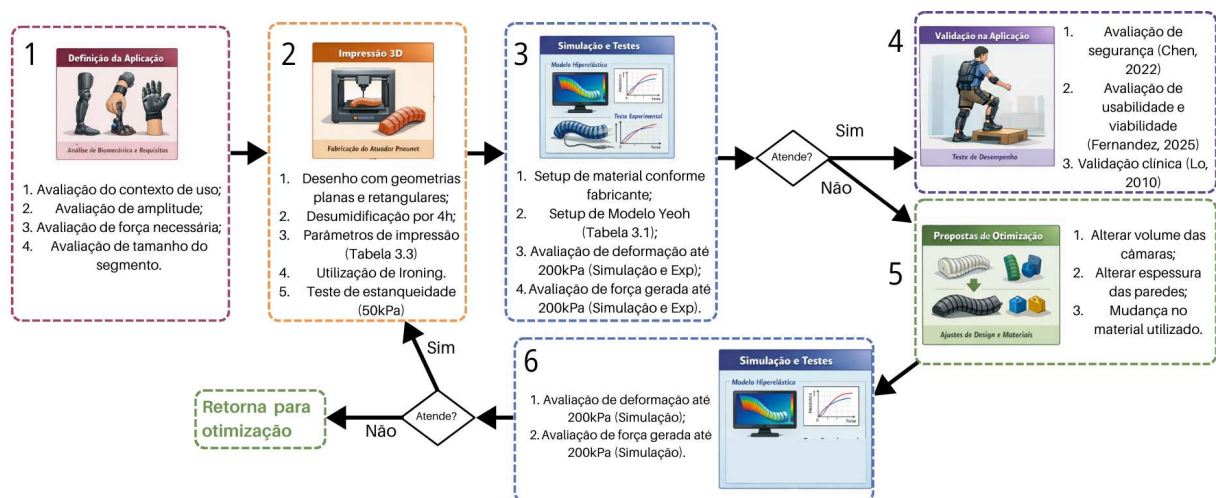 1
Definição da Aplicação
Análise de Biomecânica e Requisitos
1. Avaliação do contexto de uso;
2. Avaliação de amplitude;
3. Avaliação de força necessária;
4. Avaliação de tamanho do
segmento.
2
Impressão 3D
Fabricação do Atuador Pneunet
1. Desenho com geometrias
planas e retangulares;
2. Desumidificação por 4h;
3. Parâmetros de impressão
(Tabela 3.3)
4. Utilização de Ironing.
5. Teste de estanqueidade
(50kPa)
3
Simulação e Testes
Modelo Hiperelástico
Teste Experimental
1. Setup de material conforme
fabricante;
2. Setup de Modelo Yeoh
(Tabela 3.1);
3. Avaliação de deformação até
200kPa (Simulação e Exp);
4. Avaliação de força gerada até
200kPa (Simulação e Exp).
Atende?
Sim
Não
4
Validação na Aplicação
Teste de Desempenho
1. Avaliação de
segurança (Chen,
2022)
2. Avaliação de
usabilidade e
viabilidade
(Fernandez, 2025)
3. Validação clínica (Lo,
2010)
5
Propostas de Otimização
Ajustes de Design e Materiais
1. Alterar volume das
câmaras;
2. Alterar espessura
das paredes;
3. Mudança no
material utilizado.
6
Simulação e Testes
Modelo Hiperelástico
1. Avaliação de deformação até
200kPa (Simulação);
2. Avaliação de força gerada até
200kPa (Simulação).
Atende?
Sim
Não
Retorna para
otimização